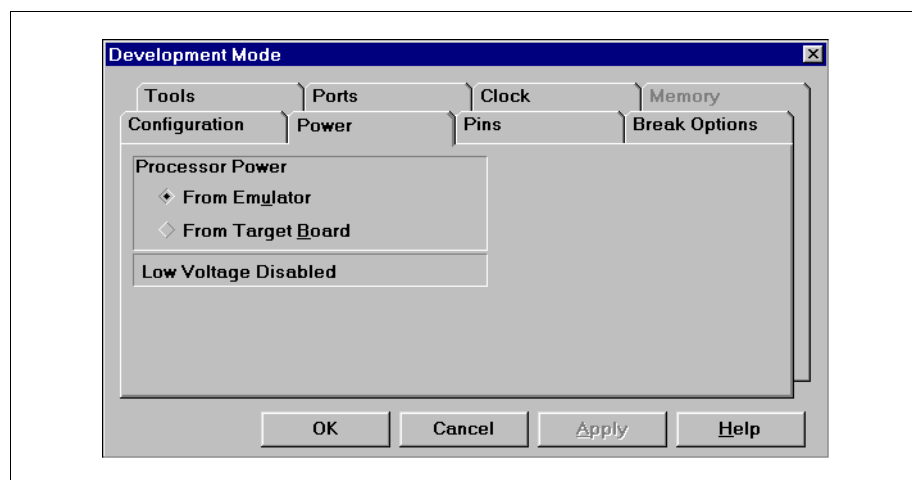 Development Mode
Tools Ports Clock Memory
Configuration Power Pins Break Options
Processor Power
From Emulator
From Target Board
Low Voltage Disabled
OK Cancel Apply Help